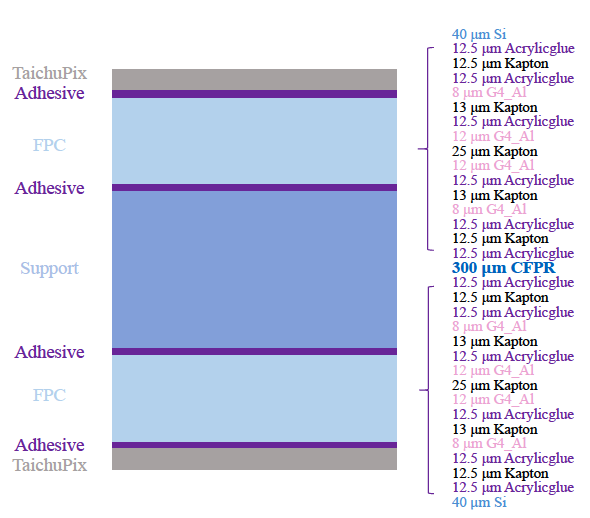 TaichuPix
Adhesive
FPC
Adhesive
Support
Adhesive
FPC
Adhesive
TaichuPix
40 μm Si
12.5 μm Acrylicglue
12.5 μm Kapton
12.5 μm Acrylicglue
8 μm G4_Al
13 μm Kapton
12.5 μm Acrylicglue
12 μm G4_Al
25 μm Kapton
12 μm G4_Al
12.5 μm Acrylicglue
13 μm Kapton
8 μm G4_Al
12.5 μm Acrylicglue
12.5 μm Kapton
12.5 μm Acrylicglue
300 μm CFPR
12.5 μm Acrylicglue
12.5 μm Kapton
12.5 μm Acrylicglue
8 μm G4_Al
13 μm Kapton
12.5 μm Acrylicglue
12 μm G4_Al
25 μm Kapton
12 μm G4_Al
12.5 μm Acrylicglue
13 μm Kapton
8 μm G4_Al
12.5 μm Acrylicglue
12.5 μm Kapton
12.5 μm Acrylicglue
40 μm Si